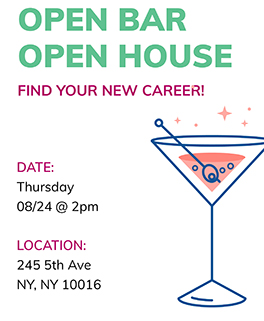 OPEN BAR
OPEN HOUSE
FIND YOUR NEW CAREER!
DATE:
Thursday
08/24 @ 2pm
LOCATION:
245 5th Ave
NY, NY 10016